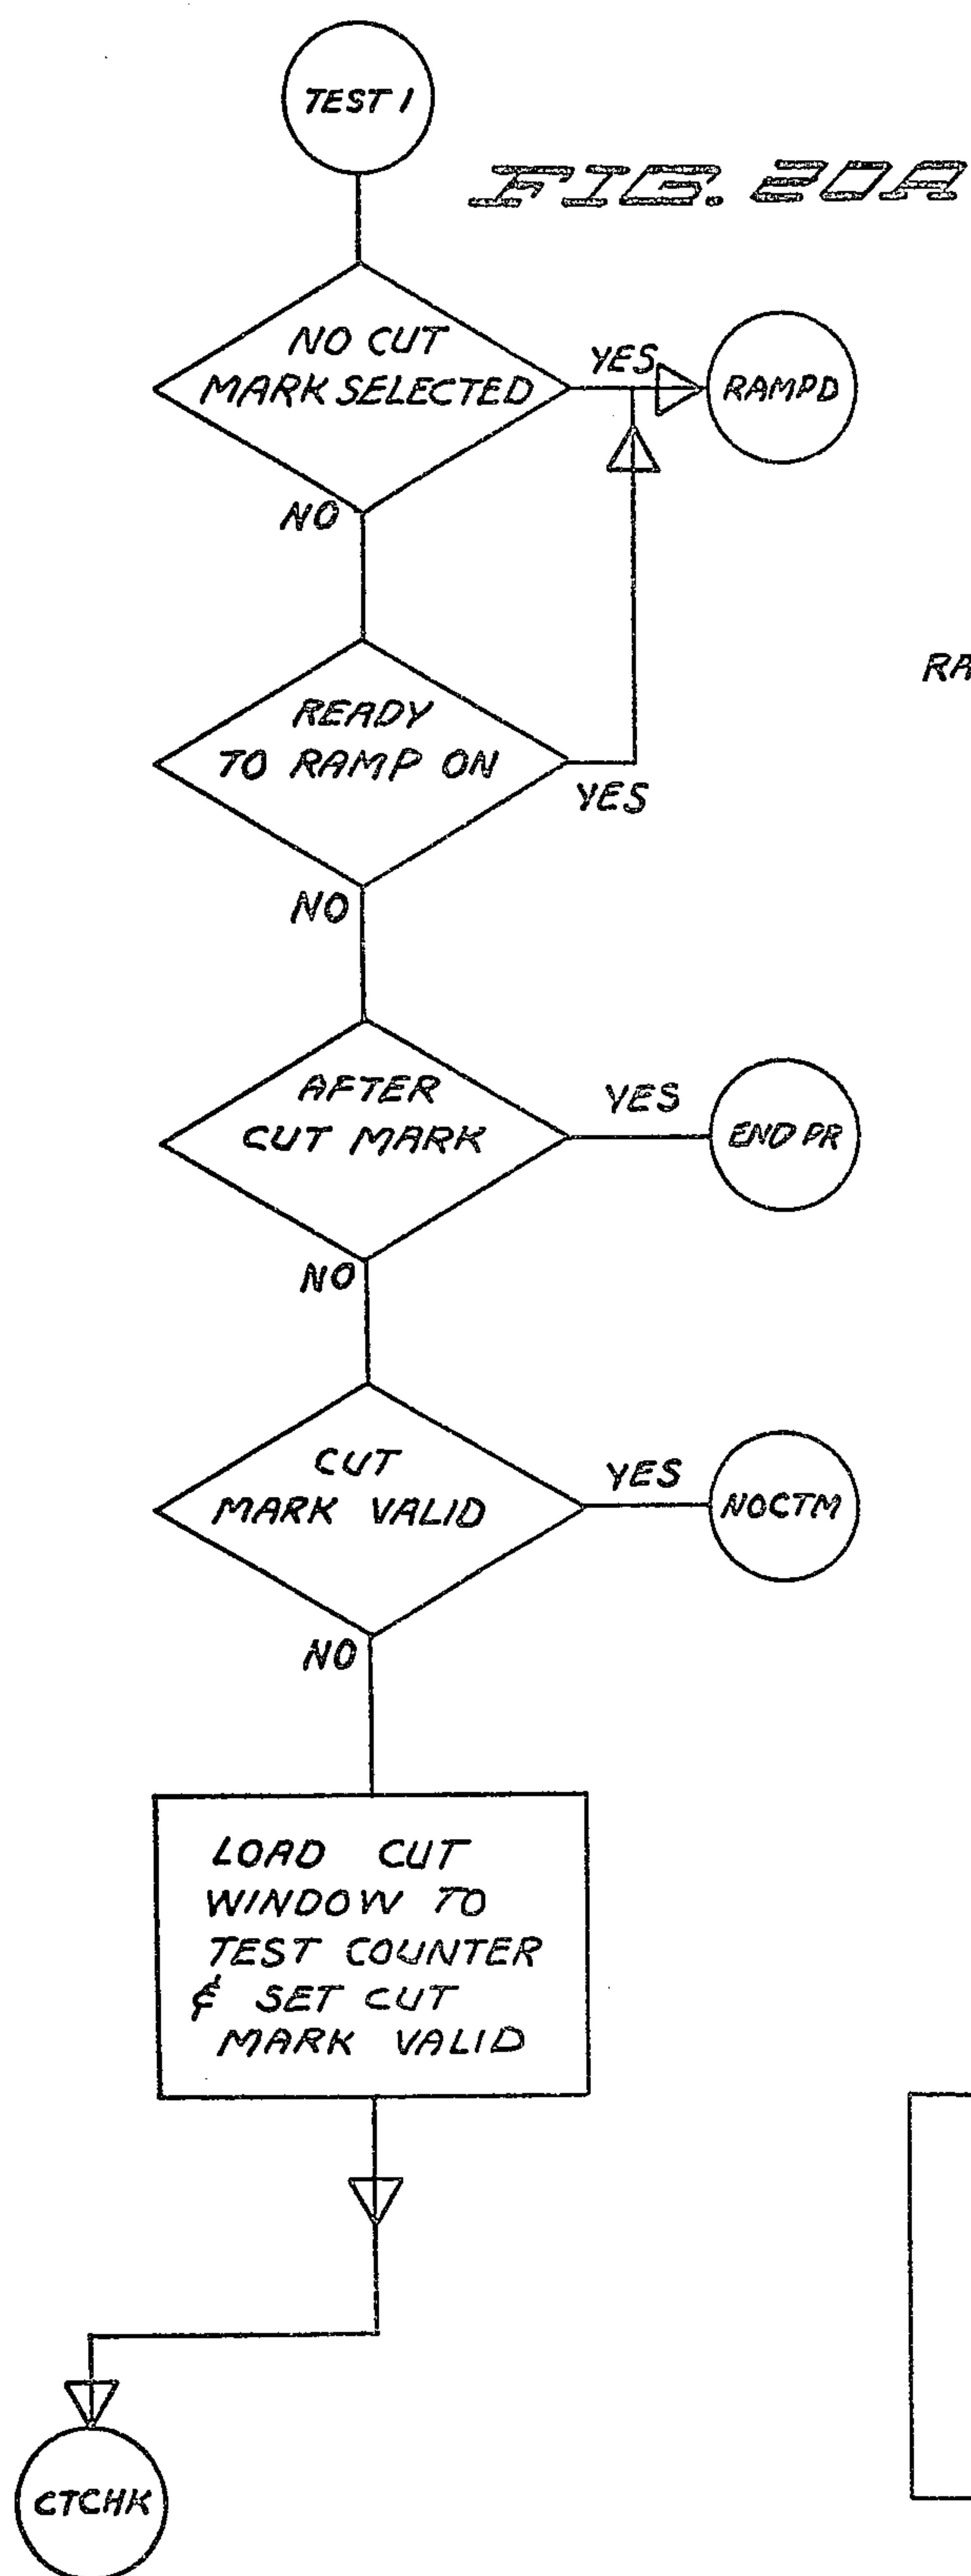 TEST 1
FIG. 20A
NO CUT
MARK SELECTED
YES
RAMPD
NO
READY
TO RAMP ON
YES
RA
NO
AFTER
CUT MARK
YES
END PR
NO
CUT
MARK VALID
YES
NOCTM
NO
LOAD CUT
WINDOW TO
TEST COUNTER
& SET CUT
MARK VALID
CTCHK